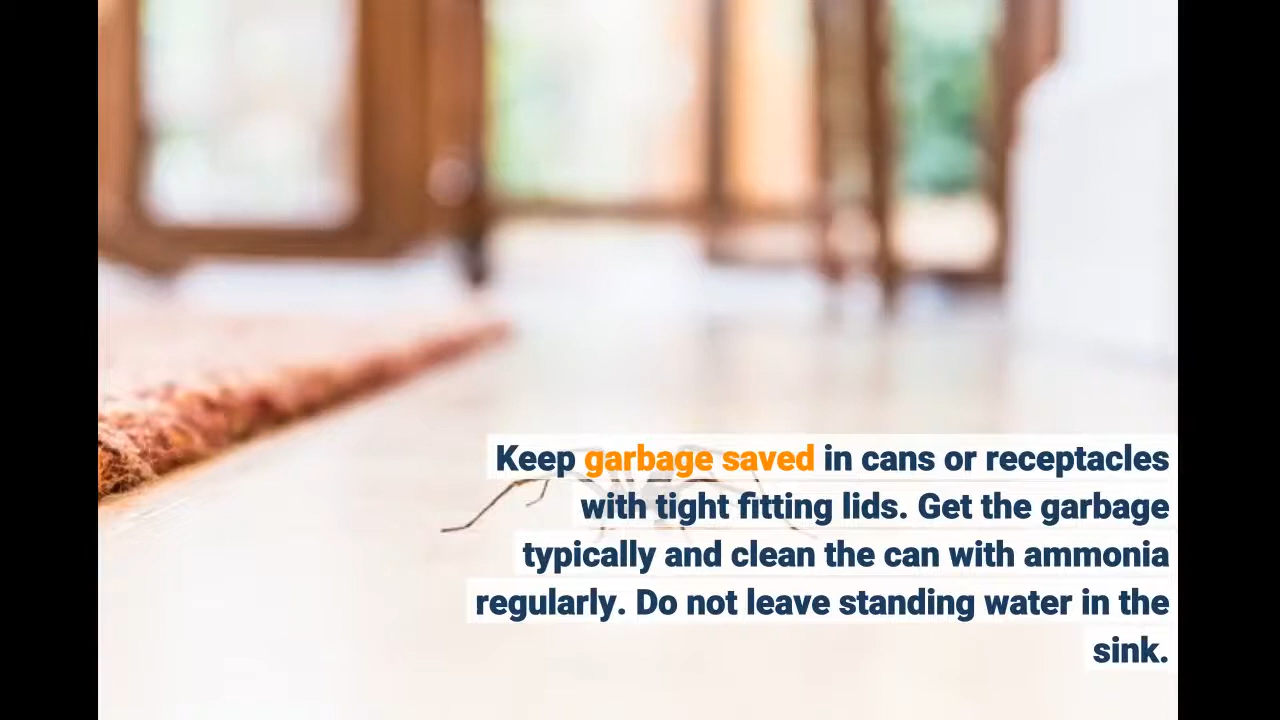 Keep garbage saved in cans or receptacles
with tight fitting lids. Get the garbage
typically and clean the can with ammonia
regularly. Do not leave standing water in the
sink.